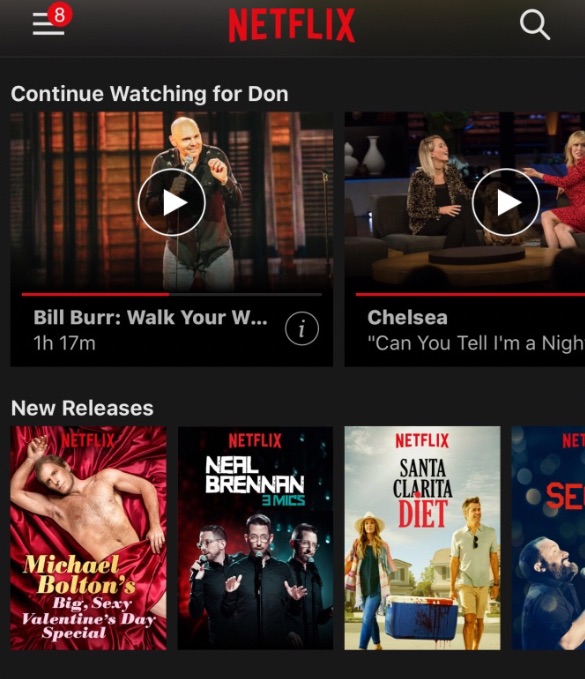 8
NETFLIX
Continue Watching for Don
Bill Burr: Walk Your W...
1h 17m
i
Chelsea
"Can You Tell I'm a Nigh
New Releases
NETFLIX
Michael
Bolton's
Big, Sexy
Valentine's Day
Special
NETFLIX
NEAL
BRENNAN
3 MICS
NETFLIX
SANTA
CLARITA
DIET
NET
SE